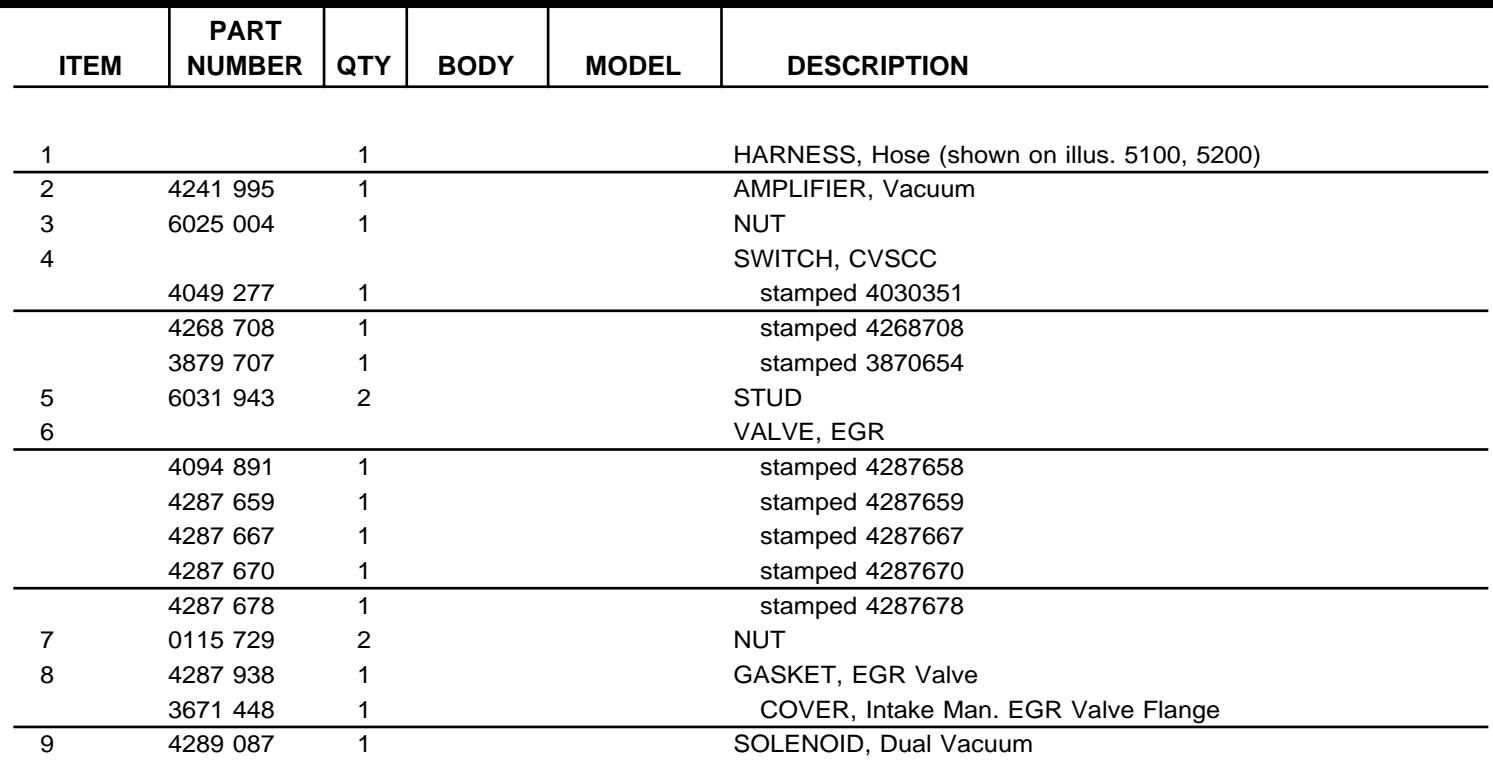 ITEM PART NUMBER QTY BODY MODEL DESCRIPTION
1 1 HARNESS, Hose (shown on illus. 5100, 5200)
2 4241 995 1 AMPLIFIER, Vacuum
3 6025 004 1 NUT
4 SWITCH, CVSCC
4049 277 1 stamped 4030351
4268 708 1 stamped 4268708
3879 707 1 stamped 3870654
5 6031 943 2 STUD
6 VALVE, EGR
4094 891 1 stamped 4287658
4287 659 1 stamped 4287659
4287 667 1 stamped 4287667
4287 670 1 stamped 4287670
4287 678 1 stamped 4287678
7 0115 729 2 NUT
8 4287 938 1 GASKET, EGR Valve
3671 448 1 COVER, Intake Man. EGR Valve Flange
9 4289 087 1 SOLENOID, Dual Vacuum